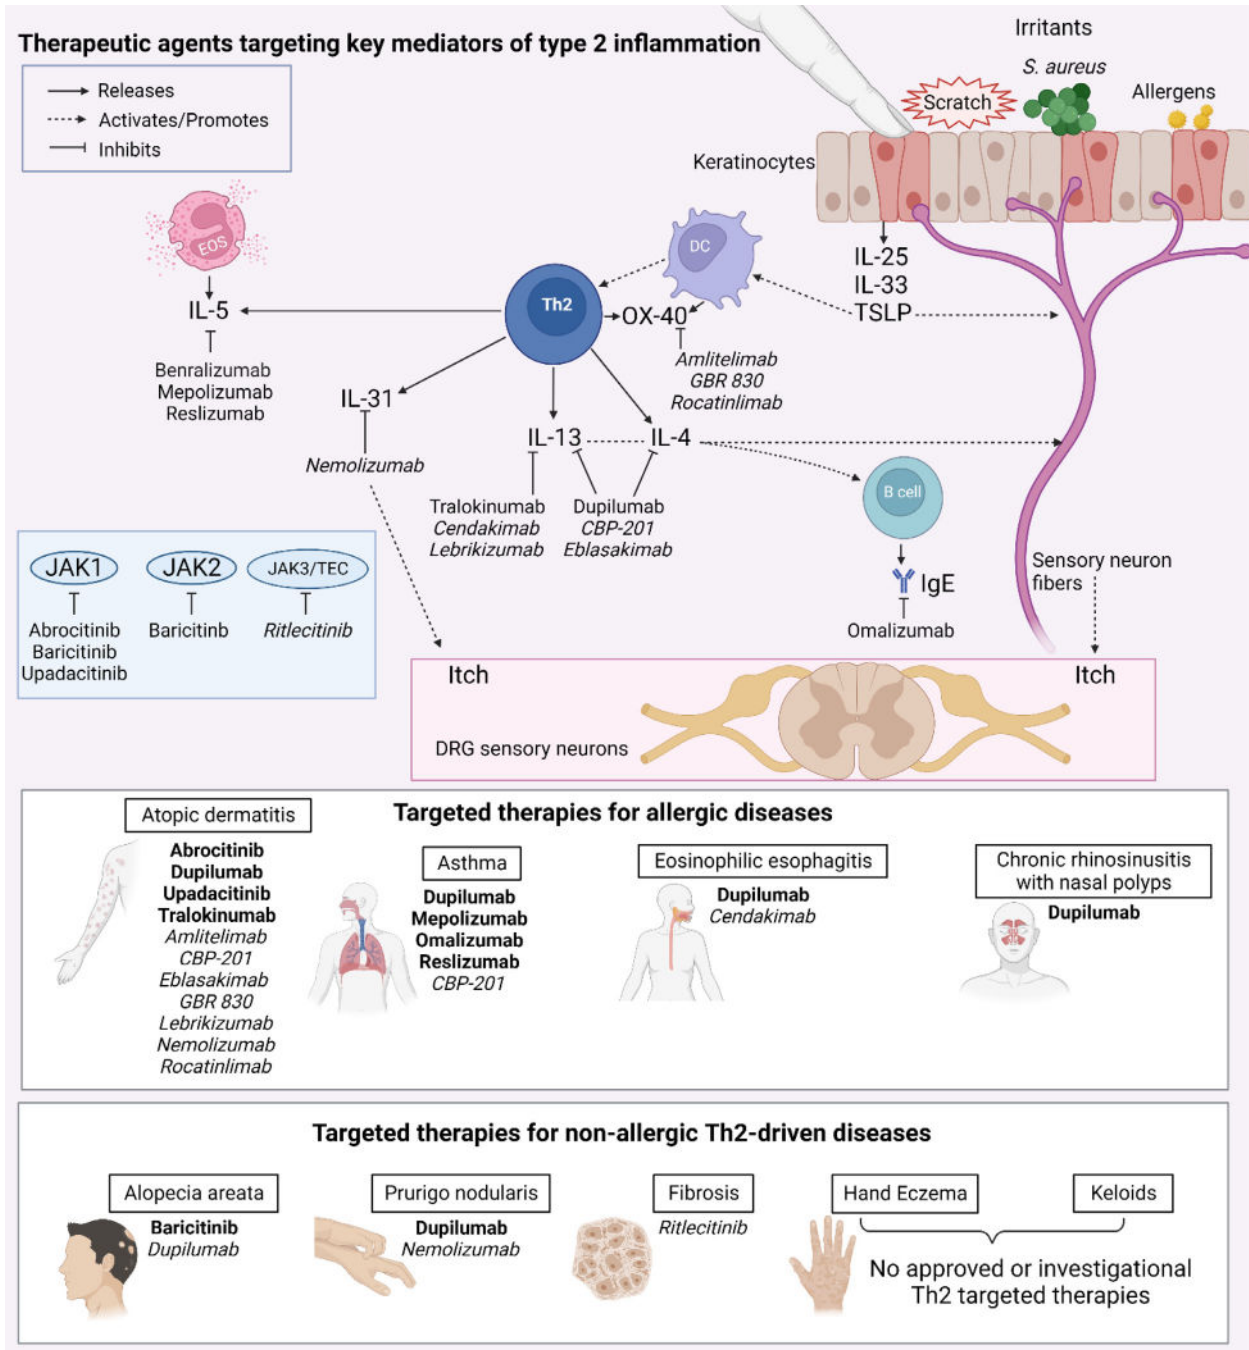 Therapeutic agents targeting key mediators of type 2 inflammation
Releases
Activates/Promotes
Inhibits
Irritants
S. aureus
Scratch
Allergens
Keratinocytes
EOS
DC
IL-25
IL-33
TSLP
IL-5
Th2
OX-40
Benralizumab
Mepolizumab
Reslizumab
Amlitelimab
GBR 830
Rocatinlimab
IL-31
IL-13
IL-4
Nemolizumab
Tralokinumab
Cendakimab
Lebrikizumab
Dupilumab
CBP-201
Eblasakimab
B cell
IgE
Omalizumab
Sensory neuron
fibers
JAK1
JAK2
JAK3/TEC
Abrocitinib
Baricitinib
Upadacitinib
Baricitinb
Ritlecitinib
Itch
Itch
DRG sensory neurons
Targeted therapies for allergic diseases
Atopic dermatitis
Abrocitinib
Dupilumab
Upadacitinib
Tralokinumab
Amlitelimab
CBP-201
Eblasakimab
GBR 830
Lebrikizumab
Nemolizumab
Rocatinlimab
Asthma
Dupilumab
Mepolizumab
Omalizumab
Reslizumab
CBP-201
Eosinophilic esophagitis
Dupilumab
Cendakimab
Chronic rhinosinusitis
with nasal polyps
Dupilumab
Targeted therapies for non-allergic Th2-driven diseases
Alopecia areata
Baricitinib
Dupilumab
Prurigo nodularis
Dupilumab
Nemolizumab
Fibrosis
Ritlecitinib
Hand Eczema
Keloids
No approved or investigational
Th2 targeted therapies